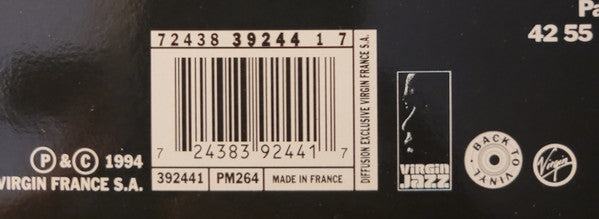 Pa
42 55
72438 39244 1 7
7 24383 92441 7
392441 PM264 MADE IN FRANCE
DIFFUSION EXCLUSIVE VIRGIN FRANCE S.A.
Ⓟ & Ⓒ 1994
VIRGIN FRANCE S.A.
VIRGIN
JAZZ
BACK TO VINYL
Virgin